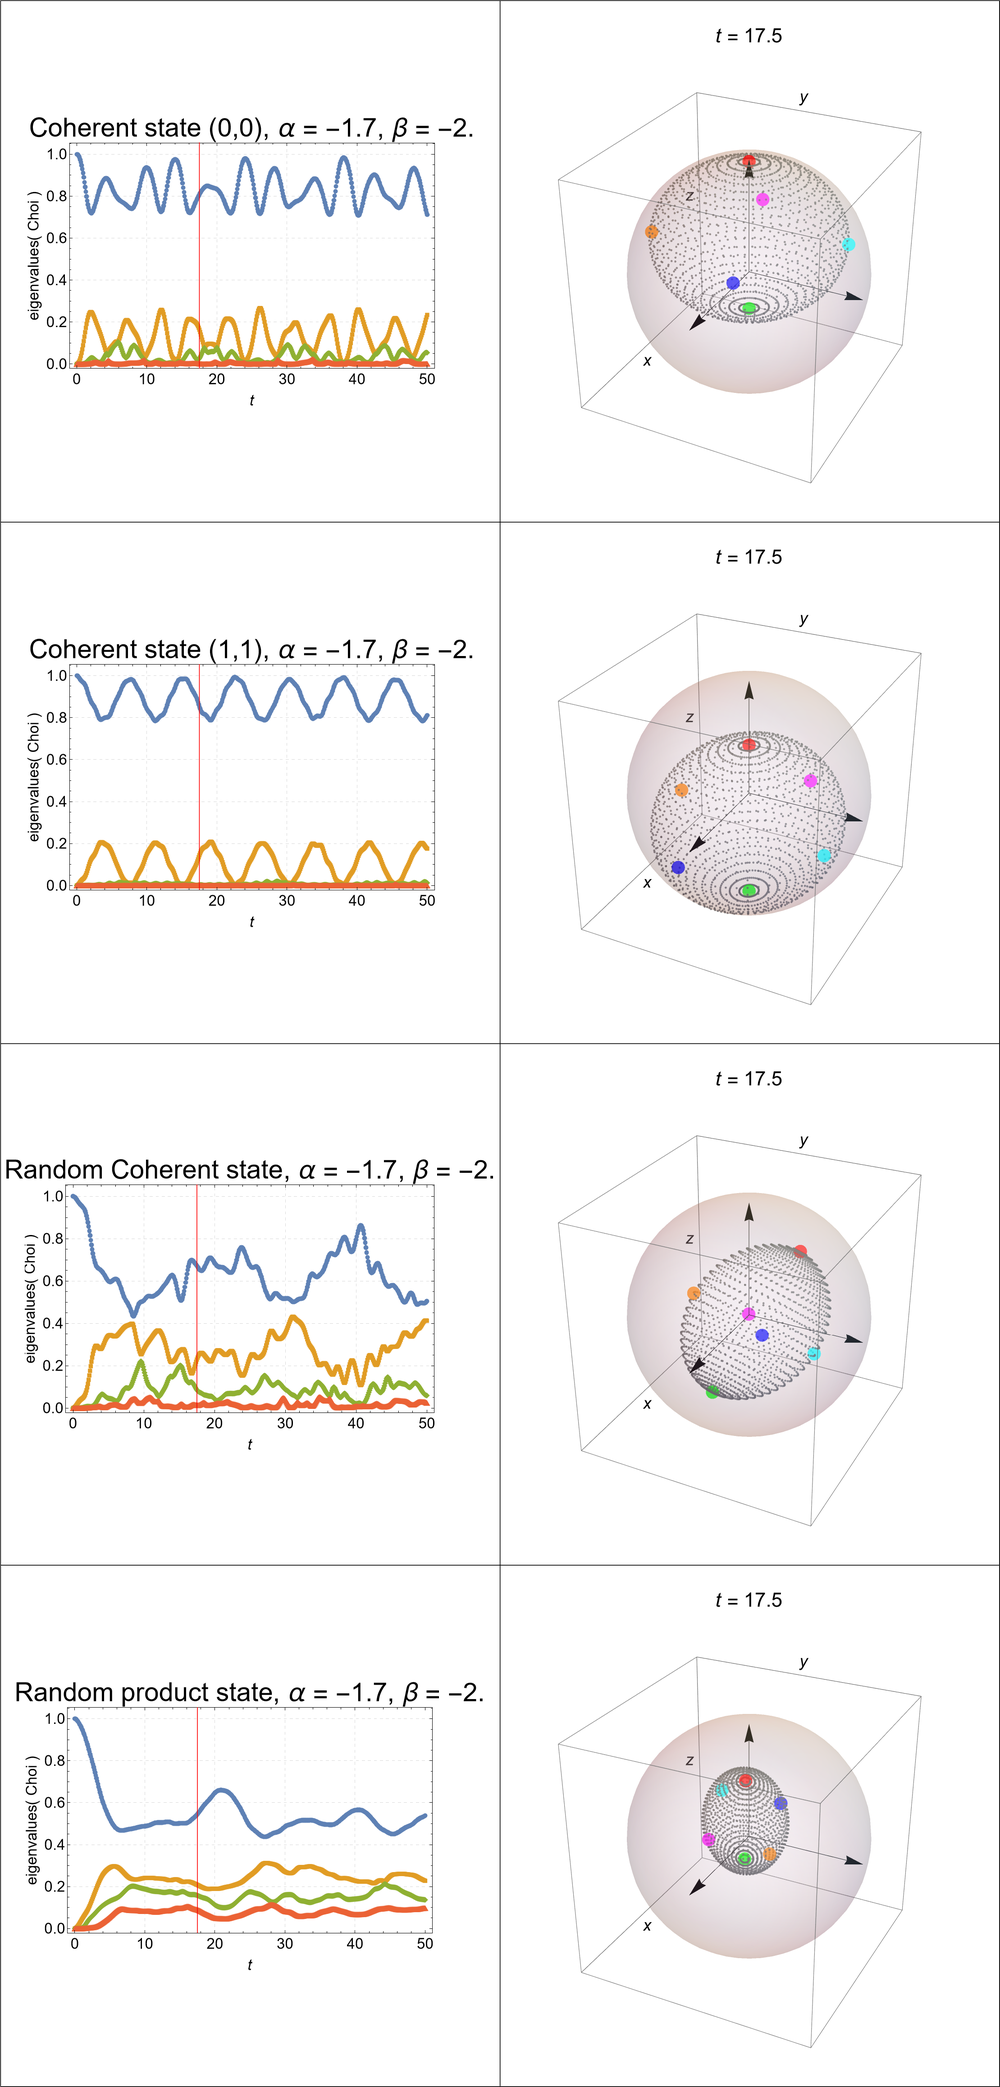 t = 17.5
y
z
x
Coherent state (0,0), α = −1.7, β = −2.
eigenvalues( Choi )
1.0
0.8
0.6
0.4
0.2
0.0
0 10 20 30 40 50
t
t = 17.5
y
z
x
Coherent state (1,1), α = −1.7, β = −2.
eigenvalues( Choi )
1.0
0.8
0.6
0.4
0.2
0.0
0 10 20 30 40 50
t
t = 17.5
y
z
x
Random Coherent state, α = −1.7, β = −2.
eigenvalues( Choi )
1.0
0.8
0.6
0.4
0.2
0.0
0 10 20 30 40 50
t
t = 17.5
y
z
x
Random product state, α = −1.7, β = −2.
eigenvalues( Choi )
1.0
0.8
0.6
0.4
0.2
0.0
0 10 20 30 40 50
t